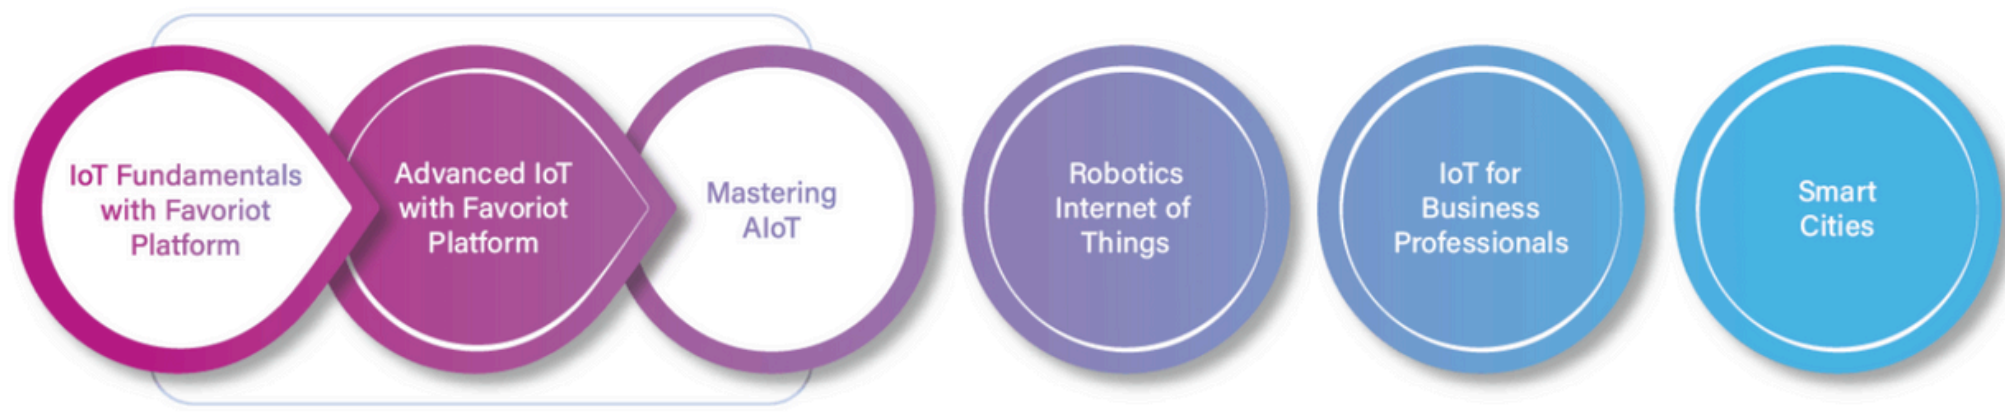 IoT Fundamentals
with Favoriot
Platform
Advanced IoT
with Favoriot
Platform
Mastering
AIoT
Robotics
Internet of
Things
IoT for
Business
Professionals
Smart
Cities